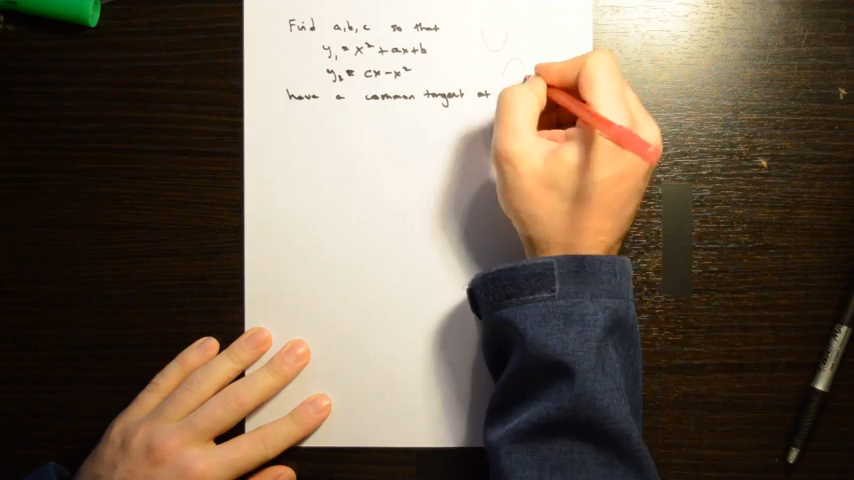 Find a,b,c so that
y₁ = x² + ax + b
y₂ = cx - x²
have a common tangent at